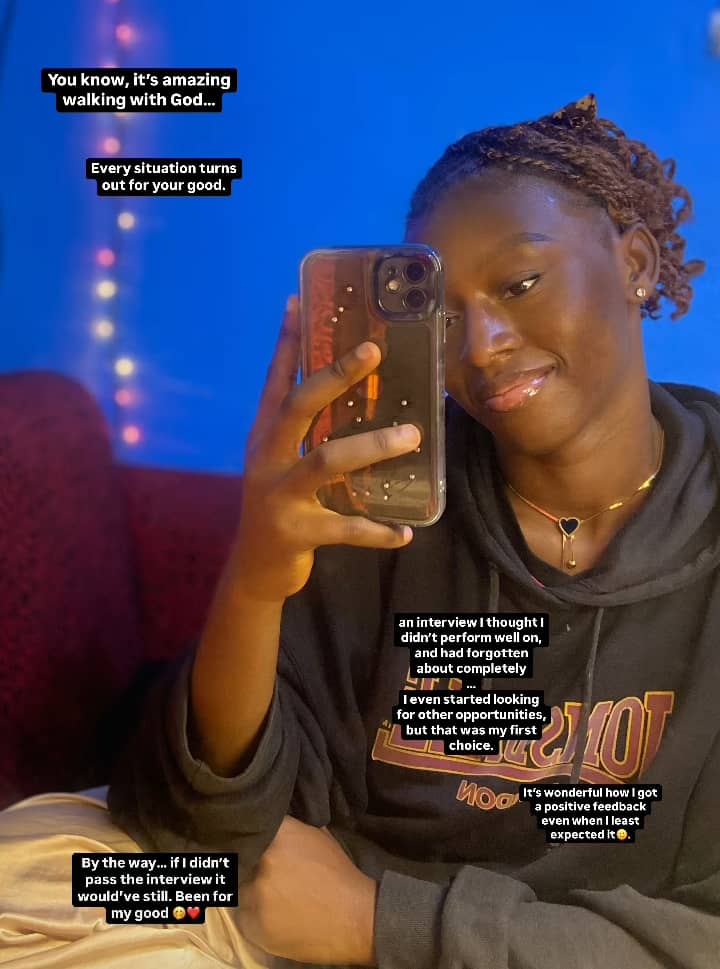 You know, it's amazing
walking with God...
Every situation turns
out for your good.
an interview I thought I
didn't perform well on,
and had forgotten
about completely
...
I even started looking
for other opportunities,
but that was my first
choice.
It's wonderful how I got
a positive feedback
even when I least
expected it😊.
By the way... if I didn't
pass the interview it
would've still. Been for
my good 🤭❤️